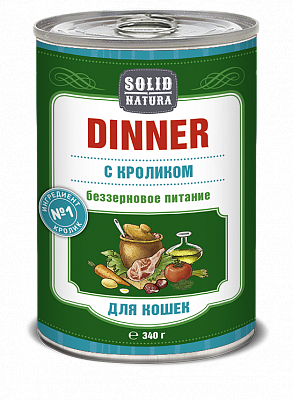 SOLID
NATURA
DINNER
С КРОЛИКОМ
беззерновое питание
ИНГРЕДИЕНТ
№1
КРОЛИК
ДЛЯ КОШЕК
℮ 340 г